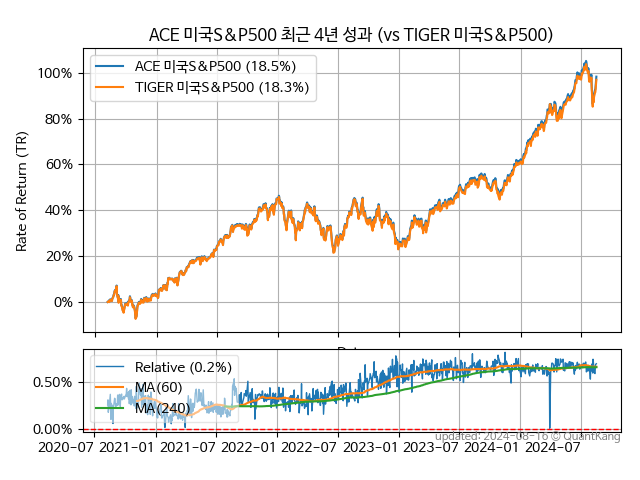 ACE 미국S&P500 최근 4년 성과 (vs TIGER 미국S&P500)
Rate of Return (TR)
100%
80%
60%
40%
20%
0%
ACE 미국S&P500 (18.5%)
TIGER 미국S&P500 (18.3%)
0.50%
0.00%
Relative (0.2%)
MA(60)
MA(240)
2020-07 2021-01 2021-07 2022-01 2022-07 2023-01 2023-07 2024-01 2024-07
updated: 2024-08-16 © QuantKang